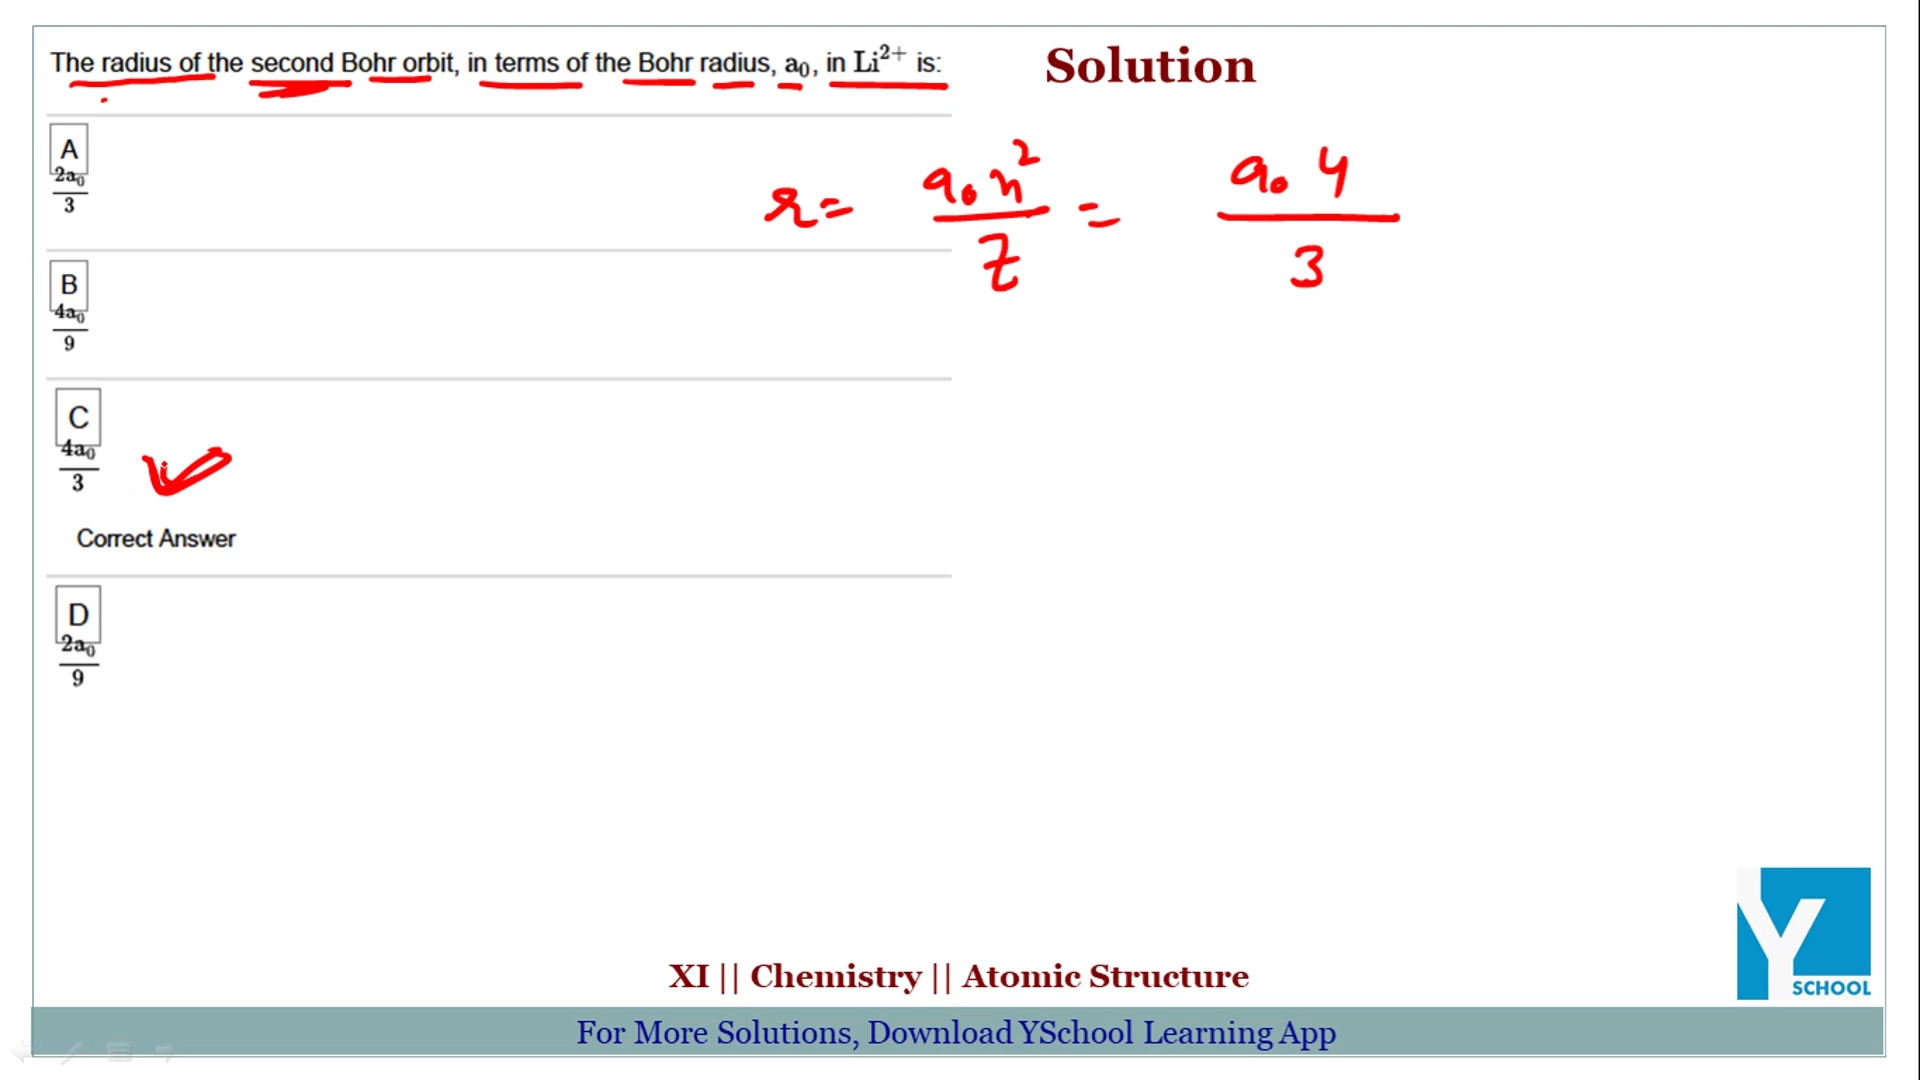 The radius of the second Bohr orbit, in terms of the Bohr radius, a₀, in Li²⁺ is:
Solution
A
2a₀
3
r = a₀n² / Z = a₀ 4 / 3
B
4a₀
9
C
4a₀
3
Correct Answer
D
2a₀
9
Y SCHOOL
XI || Chemistry || Atomic Structure
For More Solutions, Download YSchool Learning App